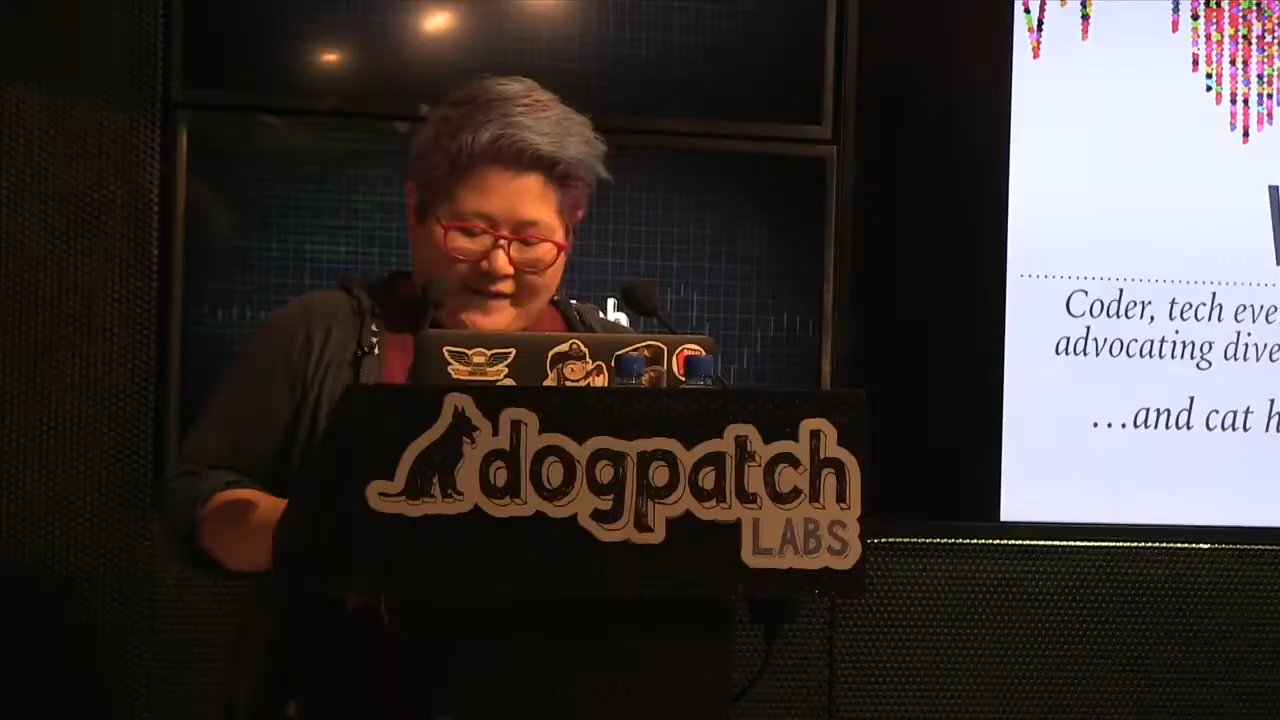 dogpatch
LABS
Coder, tech eve
advocating dive
...and cat h